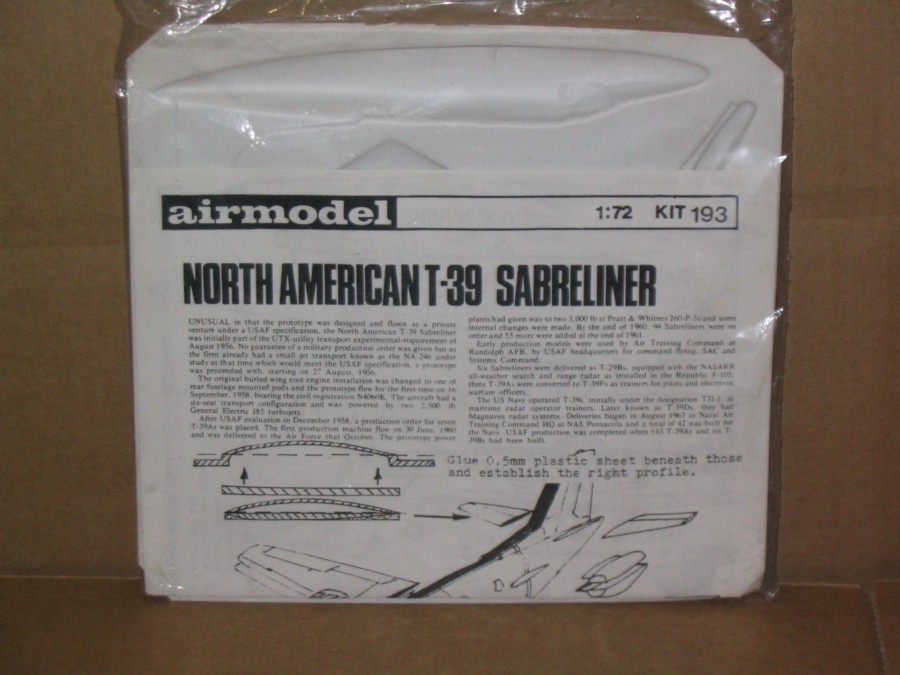 airmodel
1:72 KIT 193
NORTH AMERICAN T-39 SABRELINER
UNUSUAL in that the prototype was designed and flown as a private
venture under a USAF specification, the North American T-39 Sabreliner
was initially part of the UTX-utility transport experimental-requirement of
August 1956. No guarantee of a military production order was given but as
the firm already had a small jet transport known as the NA-246 under
study at that time which would meet the USAF specification, a prototype
was proceeded with, starting on 27 August, 1956.
The original buried wing root engine installation was changed to one of
rear fuselage mounted pods and the prototype flew for the first time on 16
September, 1958, bearing the civil registration N4060K. The aircraft had a
six-seat transport configuration and was powered by two 2,500 lb
General Electric J85 turbojets.
After USAF evaluation in December 1958, a production order for seven
T-39As was placed. The first production machine flew on 30 June, 1960
and was delivered to the Air Force that October. The prototype power
plants had given way to two 3,000 lb st Pratt & Whitney J60-P-3s and some
internal changes were made. By the end of 1960, 94 Sabreliners were on
order and 55 more were added at the end of 1961.
Early production models were used by Air Training Command at
Randolph AFB, by USAF headquarters for command flying, SAC and
Systems Command.
Six Sabreliners were delivered as T-29Bs, equipped with the NASARR
all-weather search and range radar as installed in the Republic F-105,
three T-39As were converted to T-39Fs as trainers for pilots and electronic
warfare officers.
The US Navy operated T-39s, initially under the designation T3J-1, as
maritime radar operator trainers. Later known as T-39Ds, they had
Magnavox radar systems. Deliveries began in August 1963 to Naval Air
Training Command HQ at NAS Pensacola and a total of 42 was built for
the Navy. USAF production was completed when 143 T-39As and six T-
39Bs had been built.
Glue 0.5mm plastic sheet beneath those
and establish the right profile.